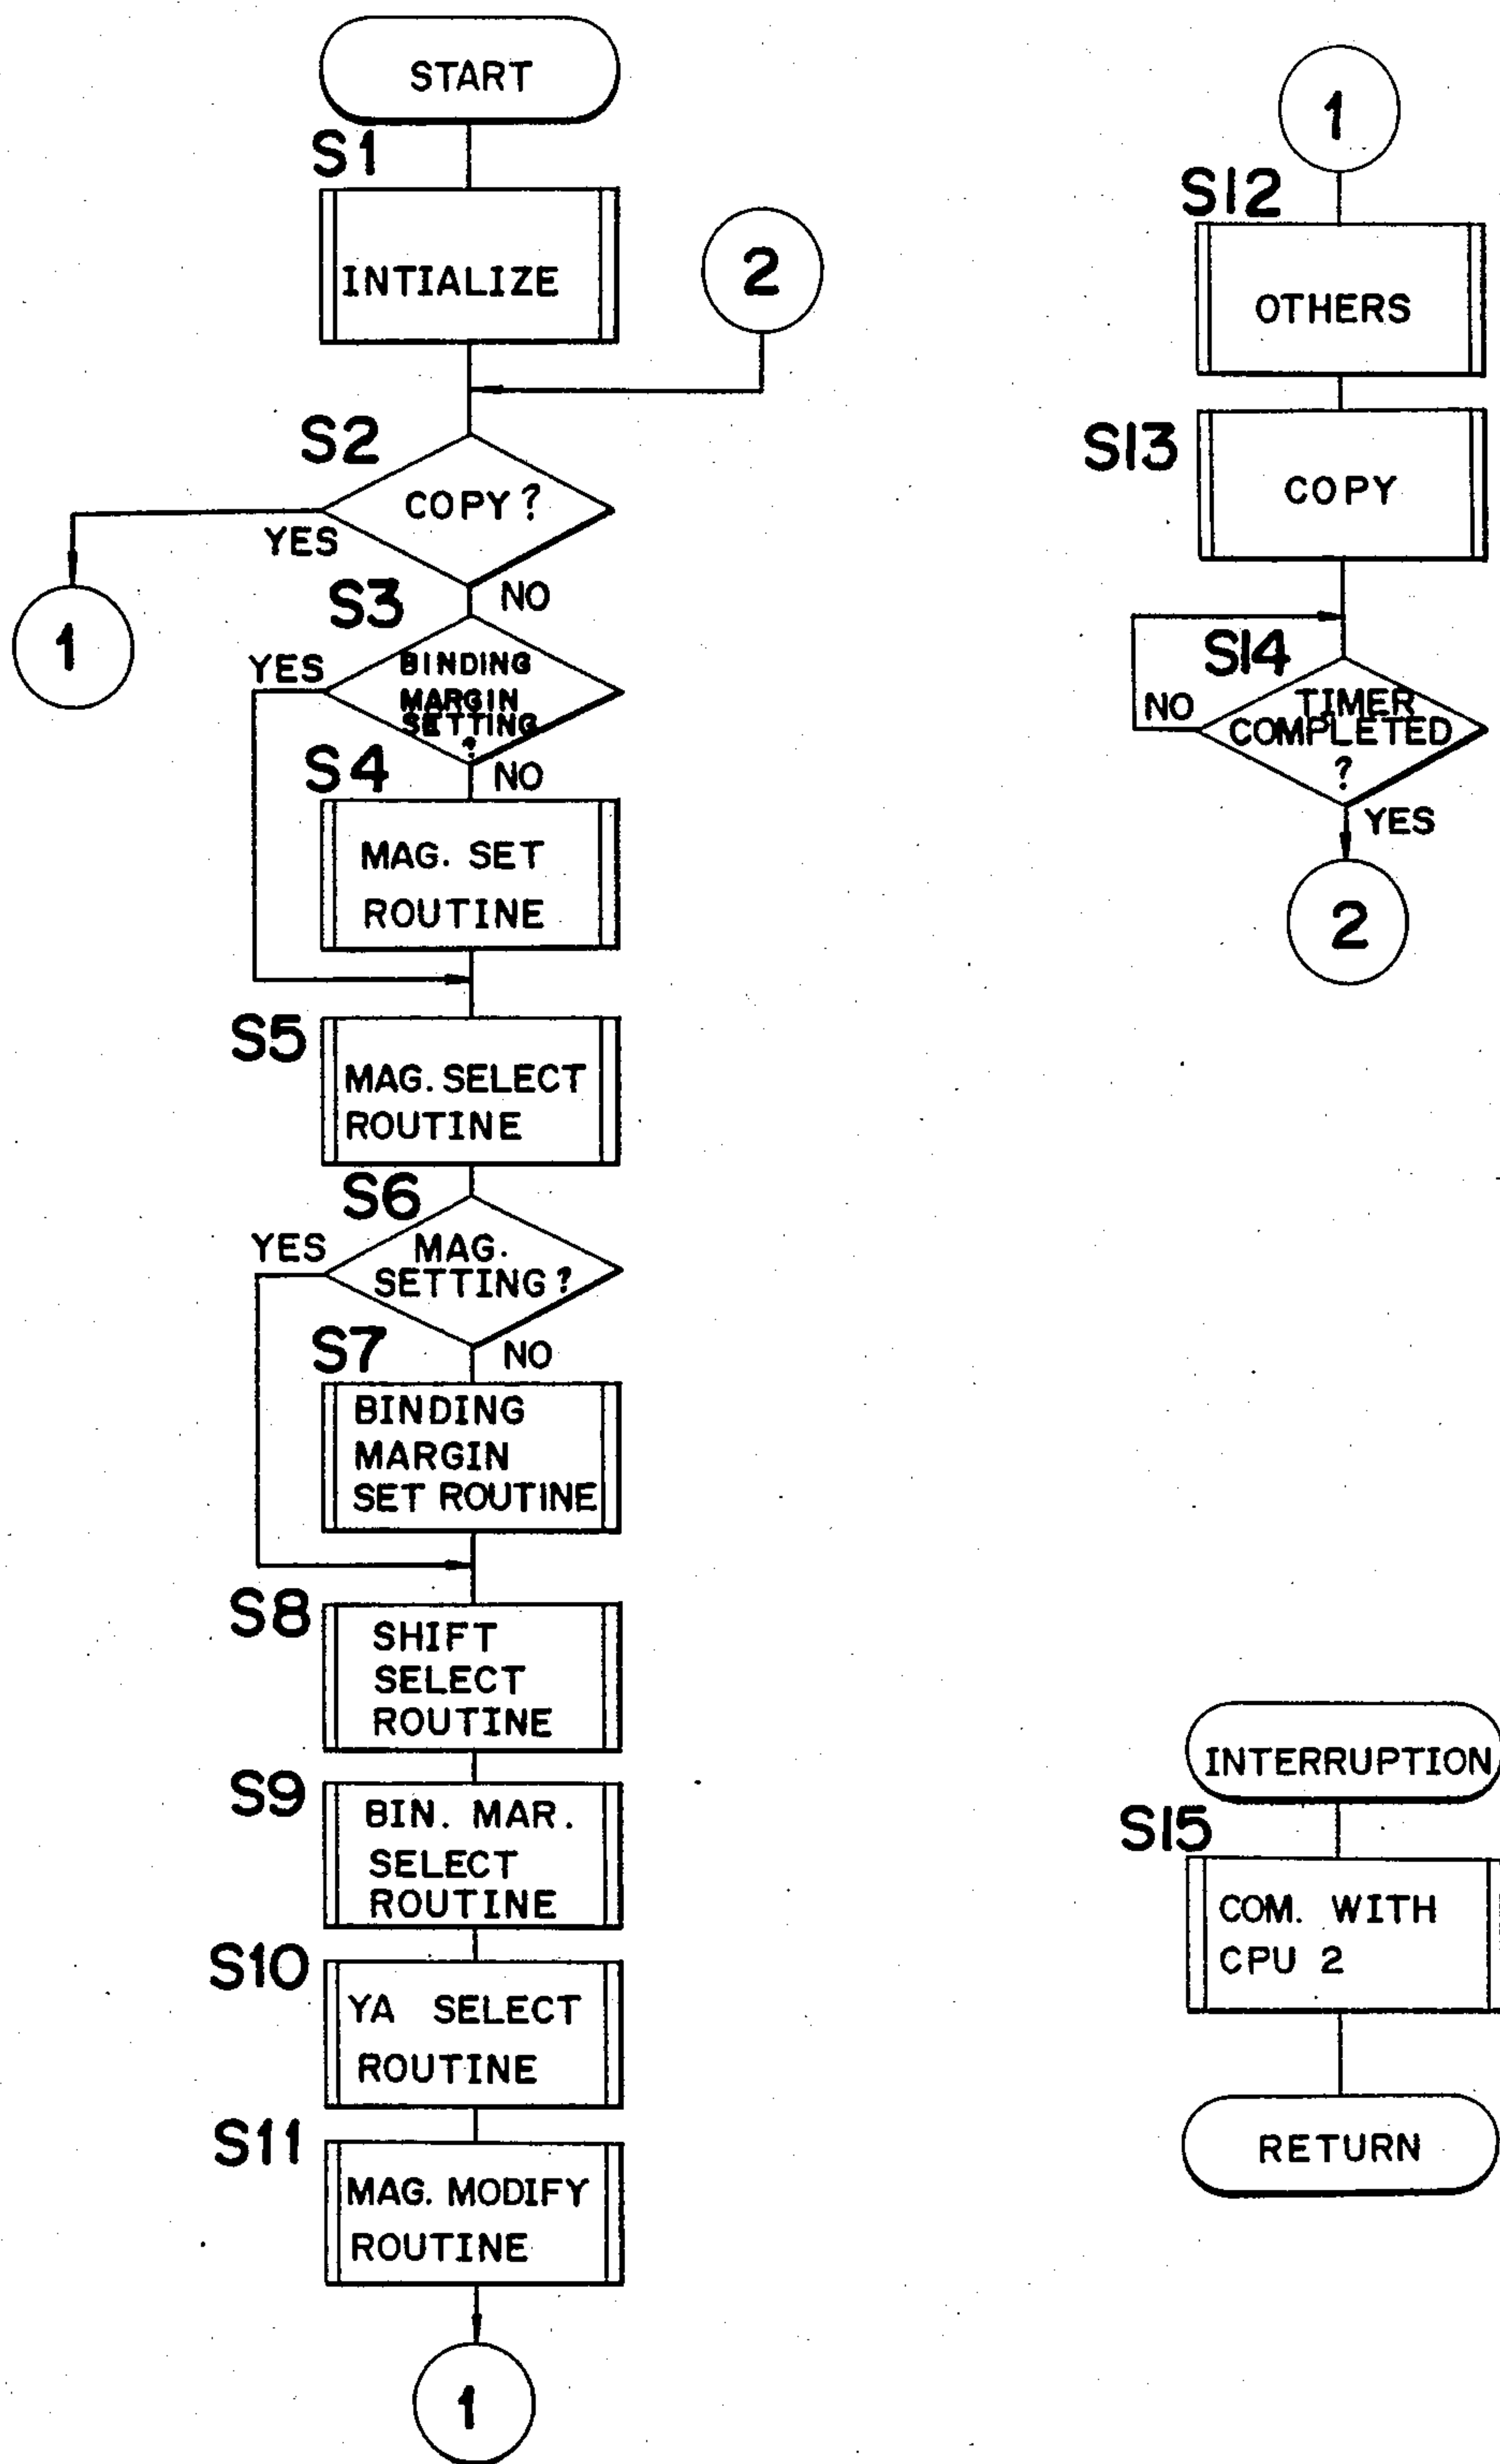 START
S1
INTIALIZE
2
S2
COPY?
YES
NO
1
S3
BINDING
MARGIN
SETTING
?
YES
NO
S4
MAG. SET
ROUTINE
S5
MAG. SELECT
ROUTINE
S6
MAG.
SETTING?
YES
NO
S7
BINDING
MARGIN
SET ROUTINE
S8
SHIFT
SELECT
ROUTINE
S9
BIN. MAR.
SELECT
ROUTINE
S10
YA SELECT
ROUTINE
S11
MAG. MODIFY
ROUTINE
1
1
S12
OTHERS
S13
COPY
S14
TIMER
COMPLETED
?
NO
YES
2
INTERRUPTION
S15
COM. WITH
CPU 2
RETURN